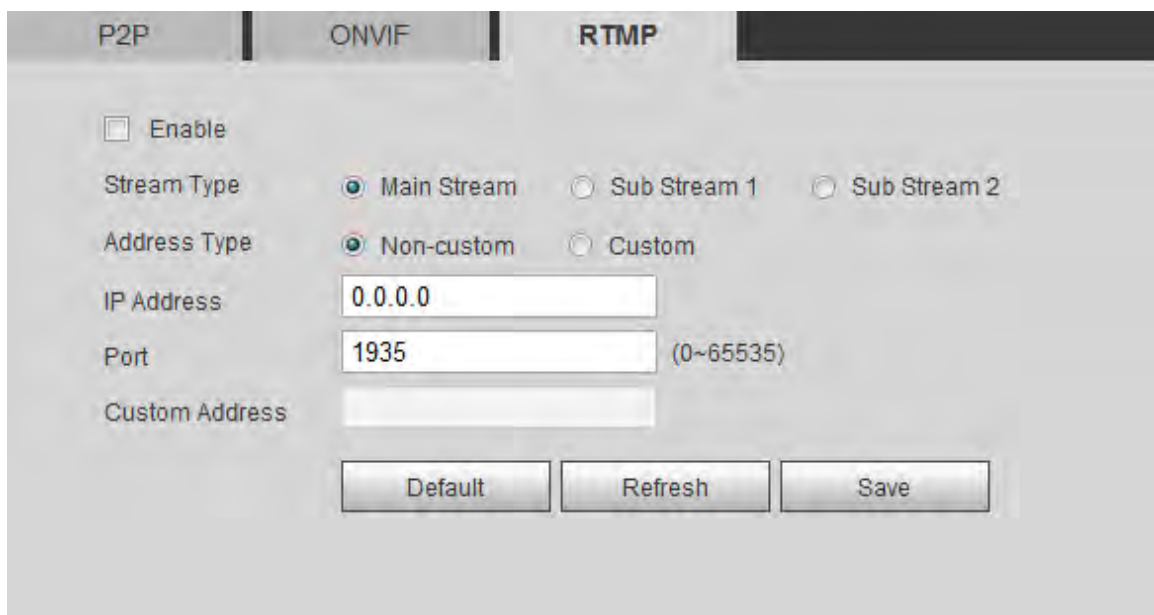 P2P ONVIF RTMP
Enable
Stream Type Main Stream Sub Stream 1 Sub Stream 2
Address Type Non-custom Custom
IP Address 0.0.0.0
Port 1935 (0~65535)
Custom Address
Default Refresh Save